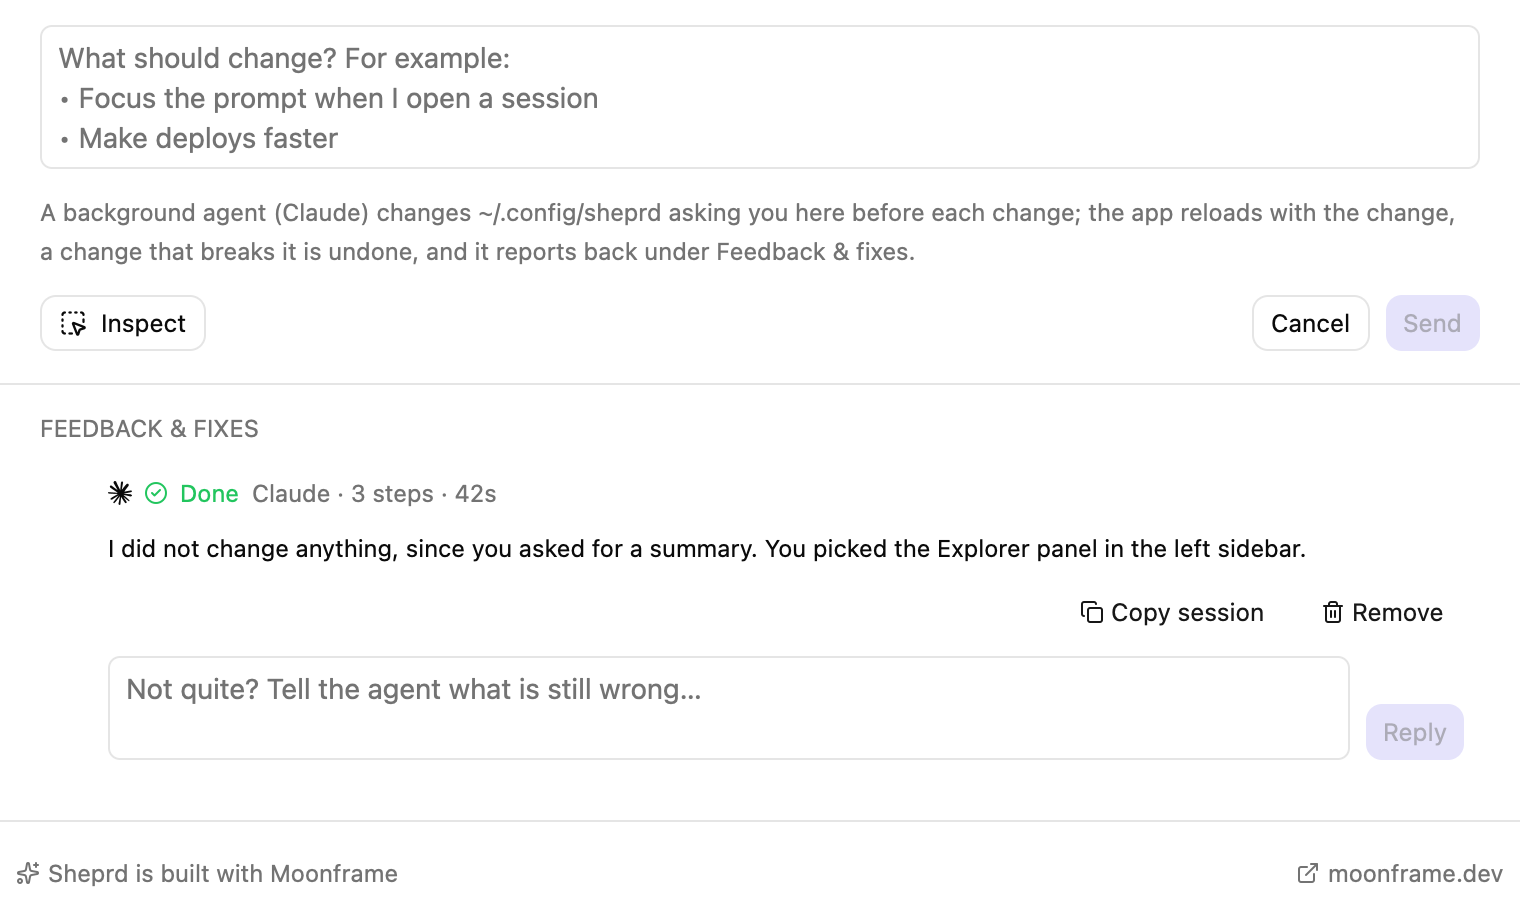 What should change? For example:
• Focus the prompt when I open a session
• Make deploys faster
A background agent (Claude) changes ~/.config/sheprd asking you here before each change; the app reloads with the change,
a change that breaks it is undone, and it reports back under Feedback & fixes.
Inspect
Cancel
Send
FEEDBACK & FIXES
Done Claude · 3 steps · 42s
I did not change anything, since you asked for a summary. You picked the Explorer panel in the left sidebar.
Copy session
Remove
Not quite? Tell the agent what is still wrong...
Reply
Sheprd is built with Moonframe
moonframe.dev